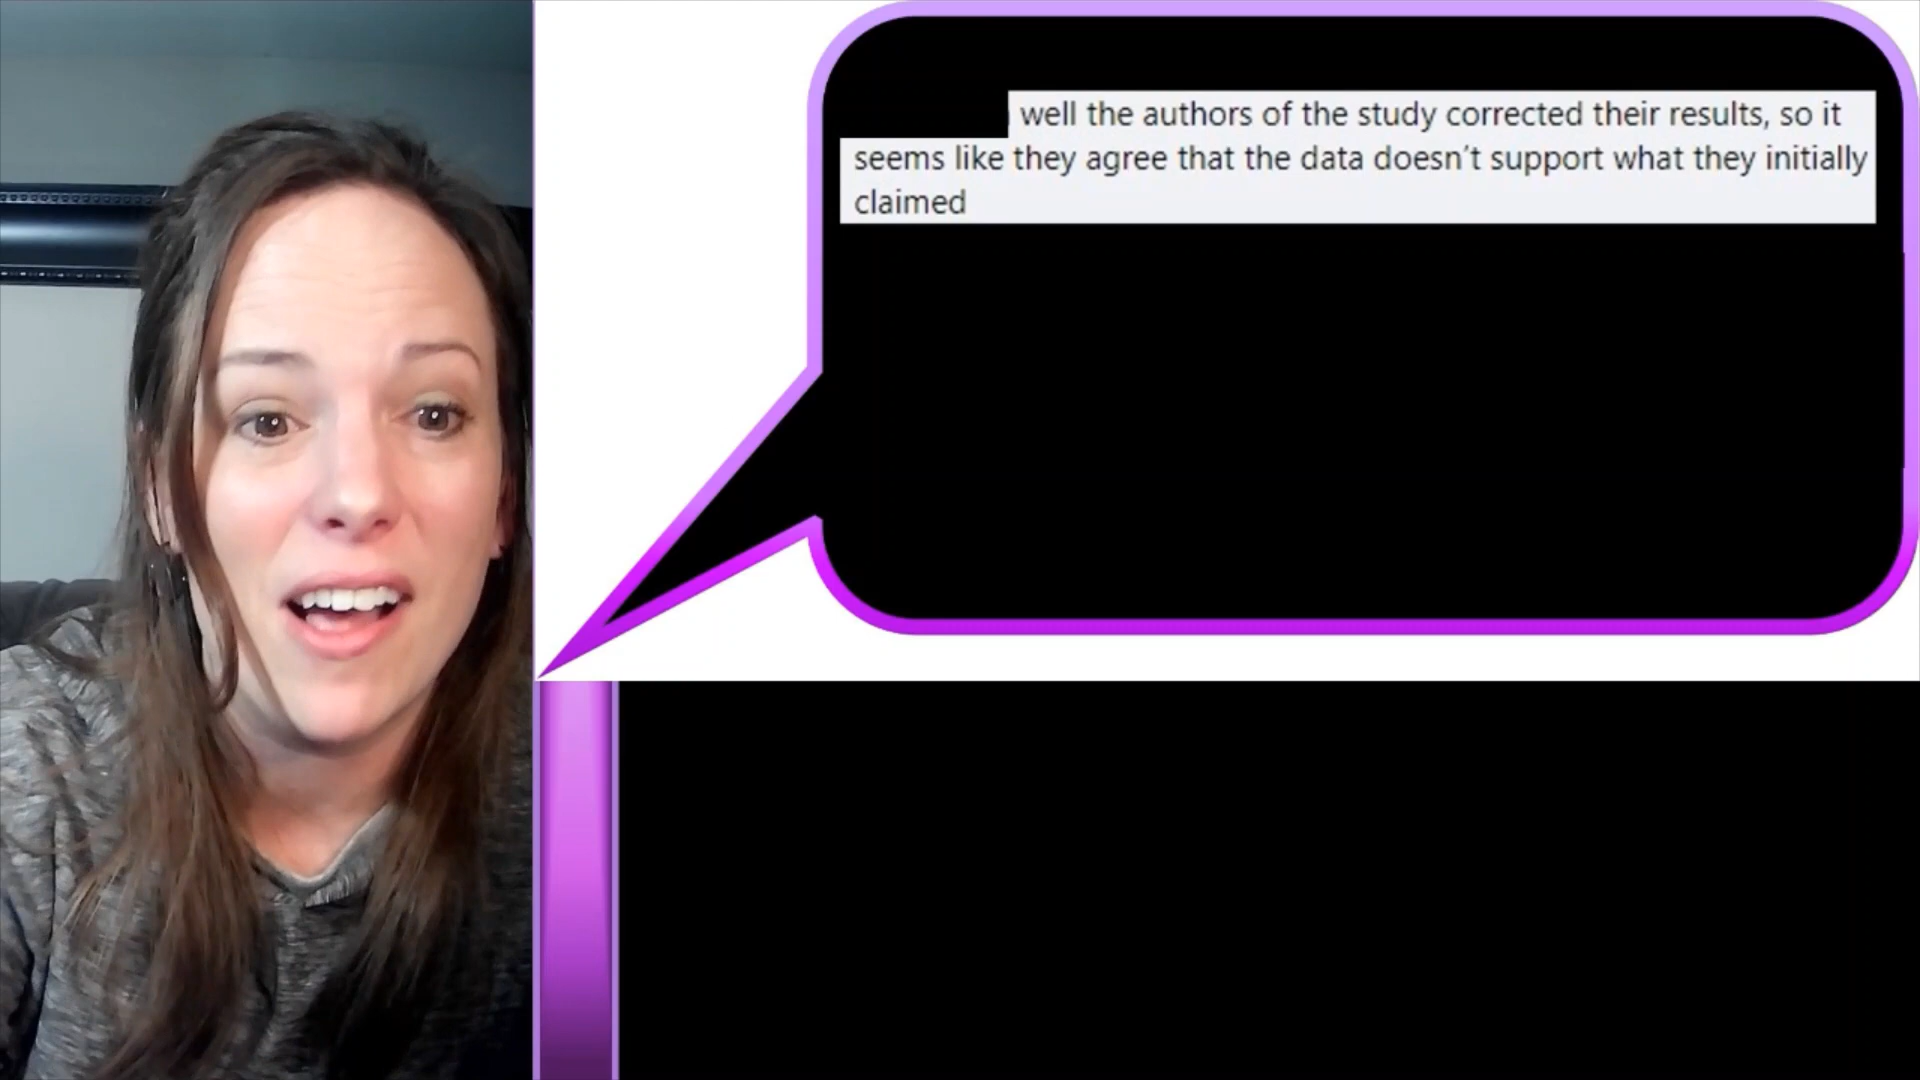 well the authors of the study corrected their results, so it
seems like they agree that the data doesn't support what they initially
claimed